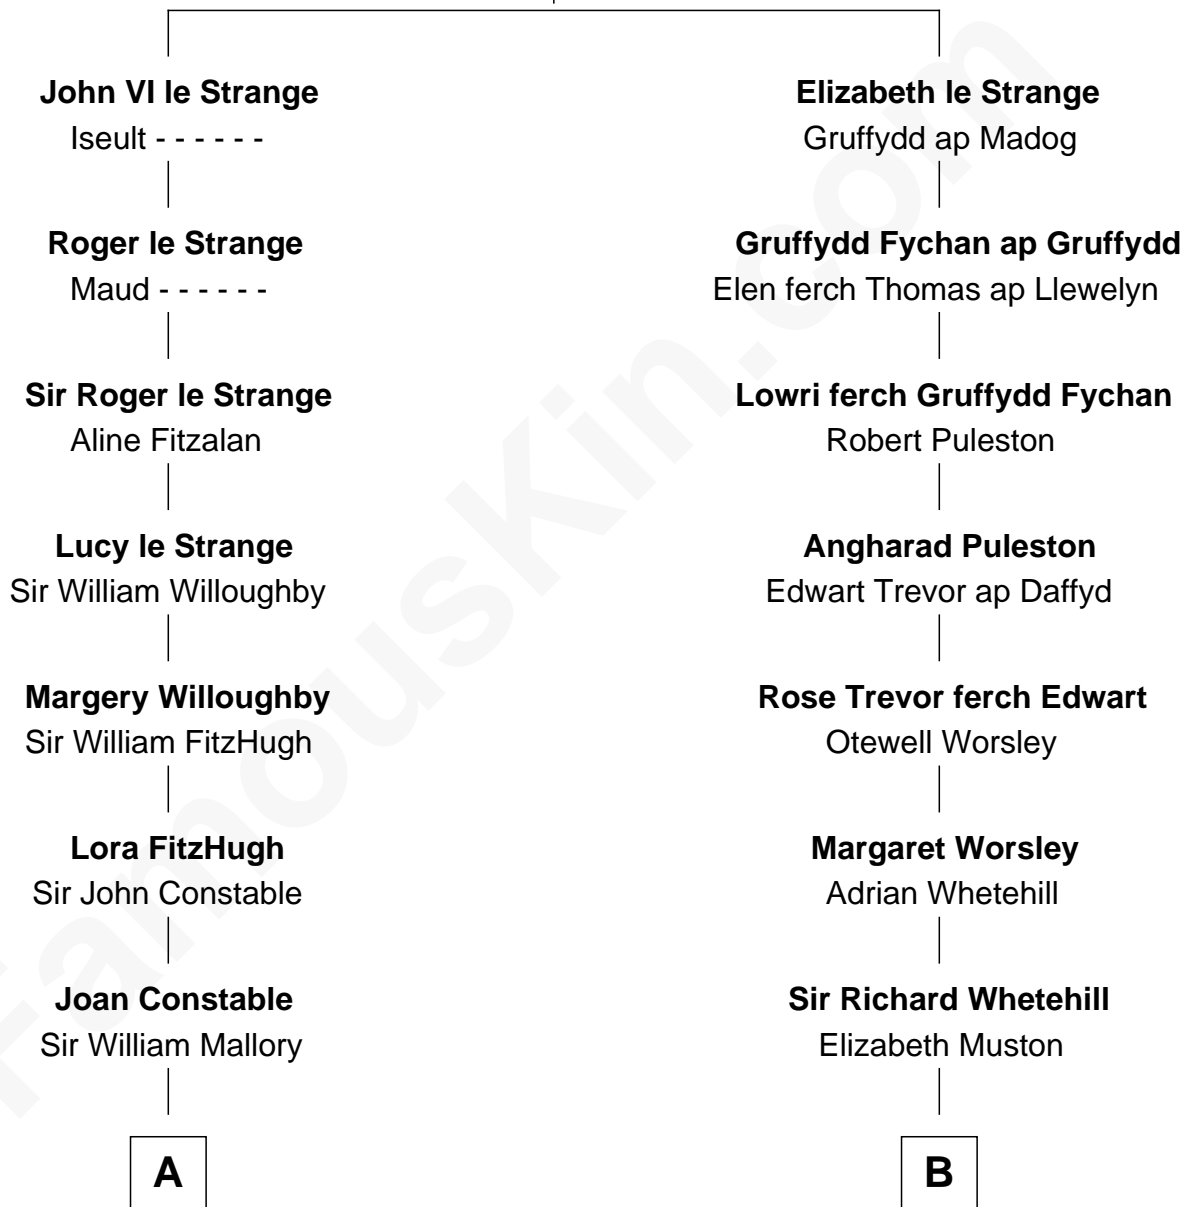 John VI le Strange
Iseult - - - - - -
Roger le Strange
Maud - - - - - -
Sir Roger le Strange
Aline Fitzalan
Lucy le Strange
Sir William Willoughby
Margery Willoughby
Sir William FitzHugh
Lora FitzHugh
Sir John Constable
Joan Constable
Sir William Mallory
A
Elizabeth le Strange
Gruffydd ap Madog
Gruffydd Fychan ap Gruffydd
Elen ferch Thomas ap Llewelyn
Lowri ferch Gruffydd Fychan
Robert Puleston
Angharad Puleston
Edwart Trevor ap Daffyd
Rose Trevor ferch Edwart
Otewell Worsley
Margaret Worsley
Adrian Whetehill
Sir Richard Whetehill
Elizabeth Muston
B
FamousKin.com